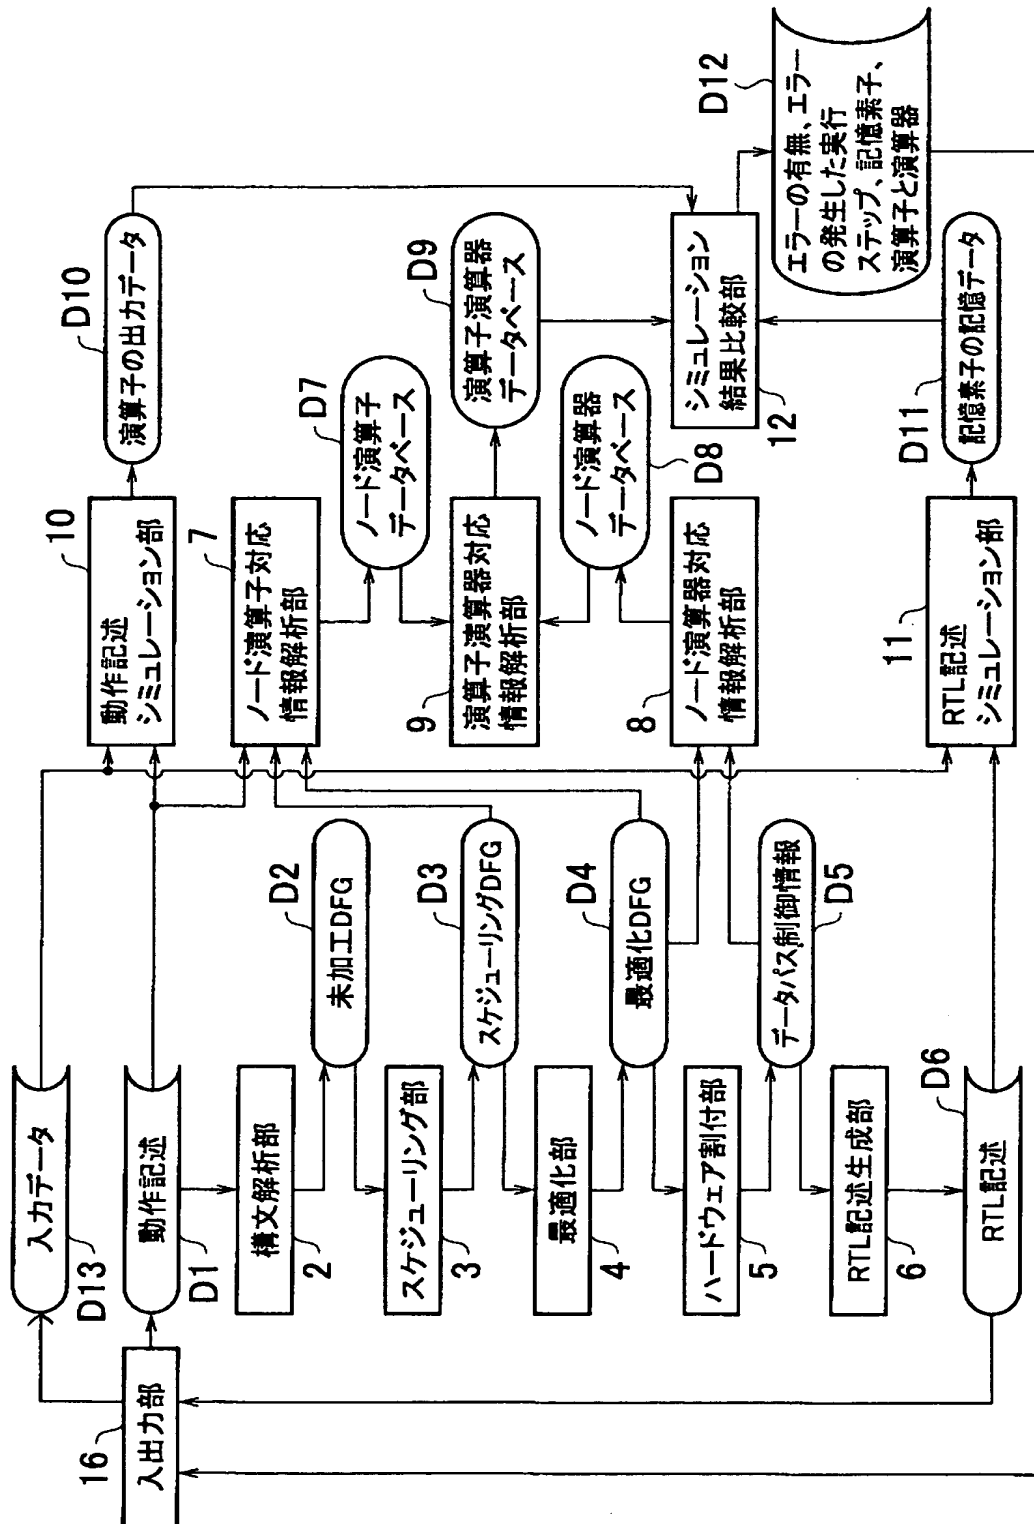 16
入出力部
D13
入力データ
D1
動作記述
構文解析部
2
D2
未加工DFG
スケジューリング部
3
D3
スケジューリングDFG
最適化部
4
D4
最適化DFG
ハードウェア割付部
5
データパス制御情報
D5
RTL記述生成部
6
D6
RTL記述
10
動作記述
シミュレーション部
D10
演算子の出力データ
7
ノード演算子対応
情報解析部
D7
ノード演算子
データベース
9
演算子演算器対応
情報解析部
D9
演算子演算器
データベース
ノード演算器
データベース
D8
8
ノード演算器対応
情報解析部
11
RTL記述
シミュレーション部
D11
記憶素子の記憶データ
シミュレーション
結果比較部
12
D12
エラーの有無、エラー
の発生した実行
ステップ、記憶素子、
演算子と演算器